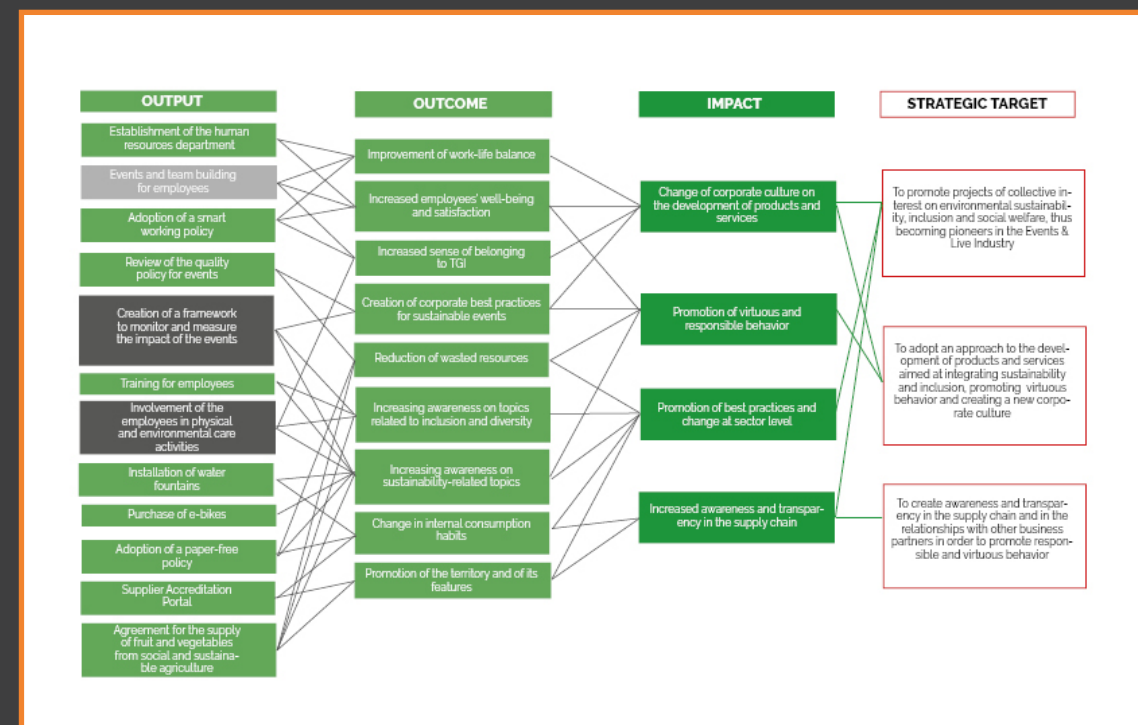 OUTPUT
Establishment of the human
resources department
Events and team building
for employees
Adoption of a smart
working policy
Review of the quality
policy for events
Creation of a framework
to monitor and measure
the impact of the events
Training for employees
Involvement of the
employees in physical
and environmental care
activities
Installation of water
fountains
Purchase of e-bikes
Adoption of a paper-free
policy
Supplier Accreditation
Portal
Agreement for the supply
of fruit and vegetables
from social and sustaina-
ble agriculture
OUTCOME
Improvement of work-life balance
Increased employees' well-being
and satisfaction
Increased sense of belonging
to TGI
Creation of corporate best practices
for sustainable events
Reduction of wasted resources
Increasing awareness on topics
related to inclusion and diversity
Increasing awareness on
sustainability-related topics
Change in internal consumption
habits
Promotion of the territory and of its
features
IMPACT
Change of corporate culture on
the development of products and
services
Promotion of virtuous and
responsible behavior
Promotion of best practices and
change at sector level
Increased awareness and transpar-
ency in the supply chain
STRATEGIC TARGET
To promote projects of collective in-
terest on environmental sustainabil-
ity, inclusion and social welfare, thus
becoming pioneers in the Events &
Live Industry
To adopt an approach to the devel-
opment of products and services
aimed at integrating sustainability
and inclusion, promoting virtuous
behavior and creating a new corpo-
rate culture
To create awareness and transpar-
ency in the supply chain and in the
relationships with other business
partners in order to promote respon-
sible and virtuous behavior